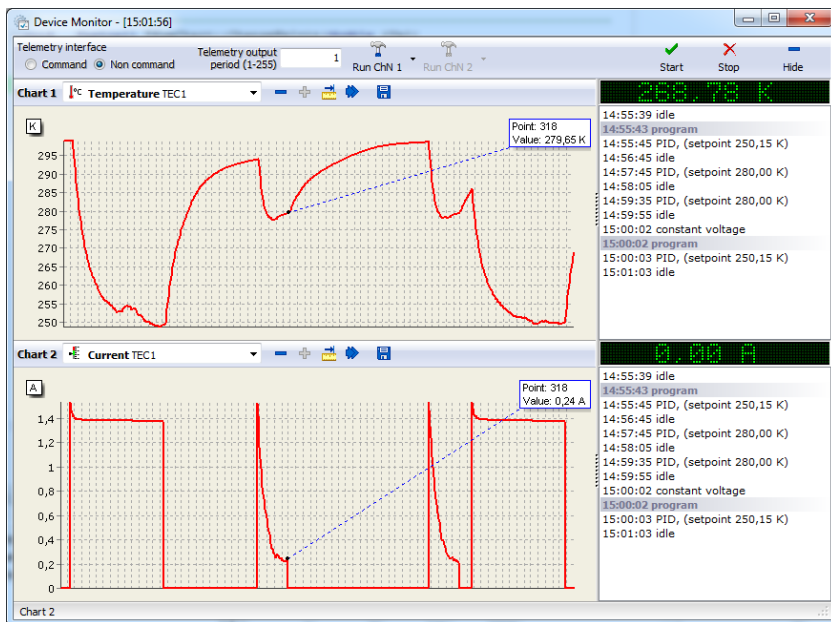 Device Monitor - [15:01:56]
Telemetry interface
Command Non command
Telemetry output period (1-255)
1
Run ChN 1
Run ChN 2
Start
Stop
Hide
Chart 1 °C Temperature TEC1
268,78 K
K
Point: 318
Value: 279,65 K
295
290
285
280
275
270
265
260
255
250
14:55:39 idle
14:55:43 program
14:55:45 PID, (setpoint 250,15 K)
14:56:45 idle
14:57:45 PID, (setpoint 280,00 K)
14:58:05 idle
14:59:35 PID, (setpoint 280,00 K)
14:59:55 idle
15:00:02 constant voltage
15:00:02 program
15:00:03 PID, (setpoint 250,15 K)
15:01:03 idle
Chart 2 Current TEC1
0,00 A
A
Point: 318
Value: 0,24 A
1,4
1,2
1
0,8
0,6
0,4
0,2
0
14:55:39 idle
14:55:43 program
14:55:45 PID, (setpoint 250,15 K)
14:56:45 idle
14:57:45 PID, (setpoint 280,00 K)
14:58:05 idle
14:59:35 PID, (setpoint 280,00 K)
14:59:55 idle
15:00:02 constant voltage
15:00:02 program
15:00:03 PID, (setpoint 250,15 K)
15:01:03 idle
Chart 2